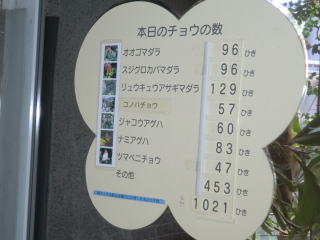 本日のチョウの数
オオゴマダラ 96 ひき
スジグロカバマダラ 96 ひき
リュウキュウアサギマダラ 129 ひき
コノハチョウ 57 ひき
ジャコウアゲハ 60 ひき
ナミアゲハ 83 ひき
ツマベニチョウ 47 ひき
その他 453 ひき
1021 ひき